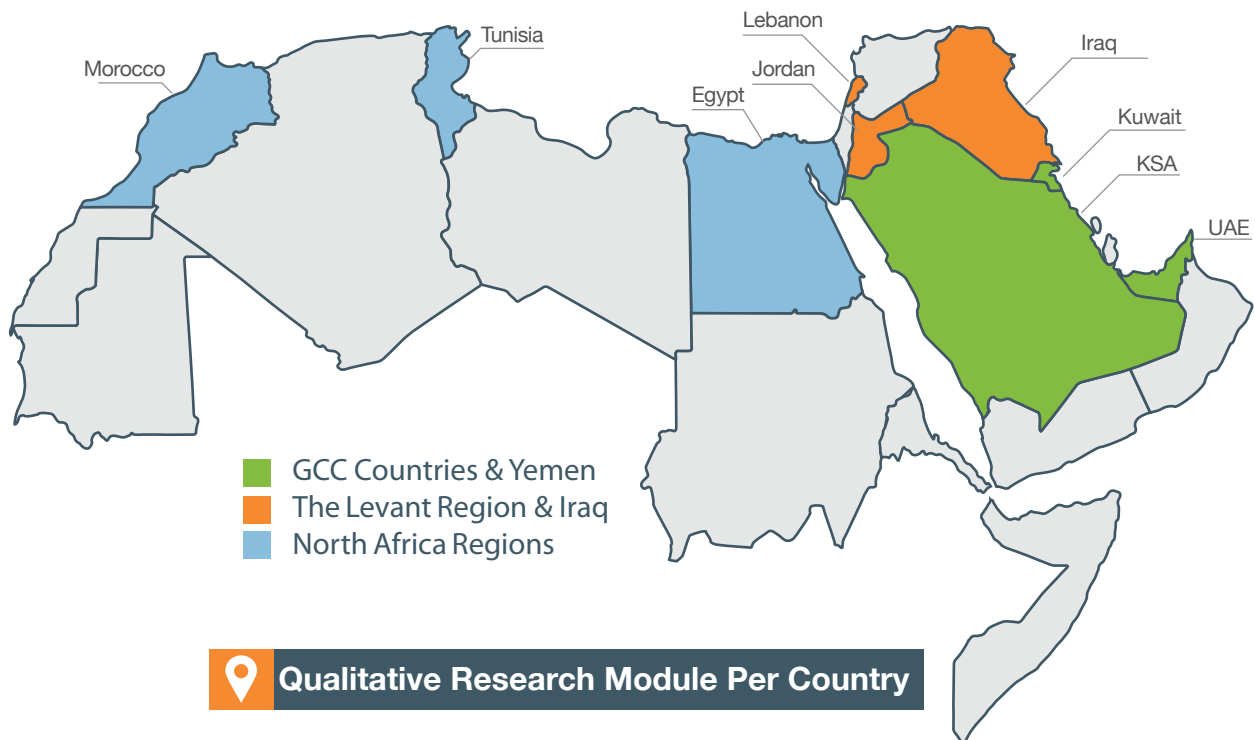 Lebanon
Tunisia
Iraq
Morocco
Jordan
Egypt
Kuwait
KSA
UAE
GCC Countries & Yemen
The Levant Region & Iraq
North Africa Regions
Qualitative Research Module Per Country